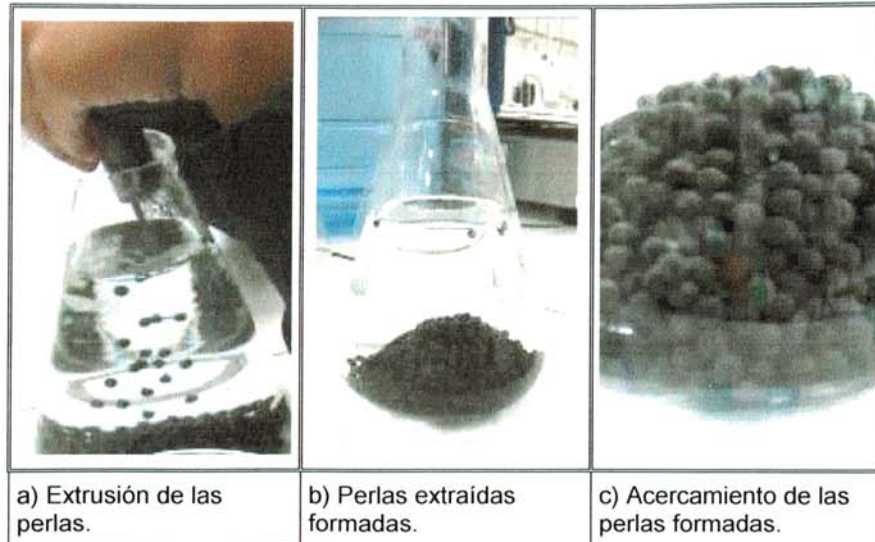 a) Extrusión de las
perlas.
b) Perlas extraídas
formadas.
c) Acercamiento de las
perlas formadas.